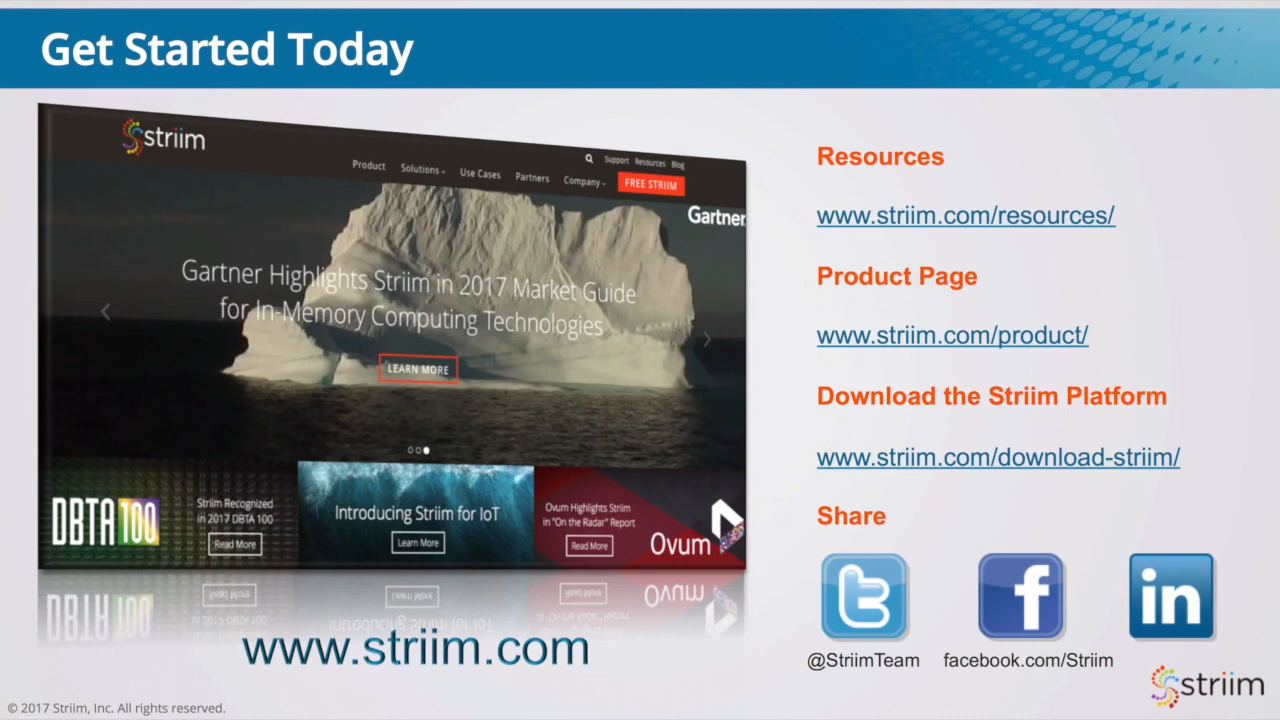 Get Started Today
striim
Support Resources Blog
Product Solutions Use Cases Partners Company FREE STRIIM
Gartner
Gartner Highlights Striim in 2017 Market Guide
for In-Memory Computing Technologies
LEARN MORE
DBTA 100
Striim Recognized
in 2017 DBTA 100
Read More
Introducing Striim for IoT
Learn More
Ovum Highlights Striim
in "On the Radar" Report
Read More
Ovum
www.striim.com
Resources
www.striim.com/resources/
Product Page
www.striim.com/product/
Download the Striim Platform
www.striim.com/download-striim/
Share
@StriimTeam
facebook.com/Striim
in
striim
© 2017 Striim, Inc. All rights reserved.